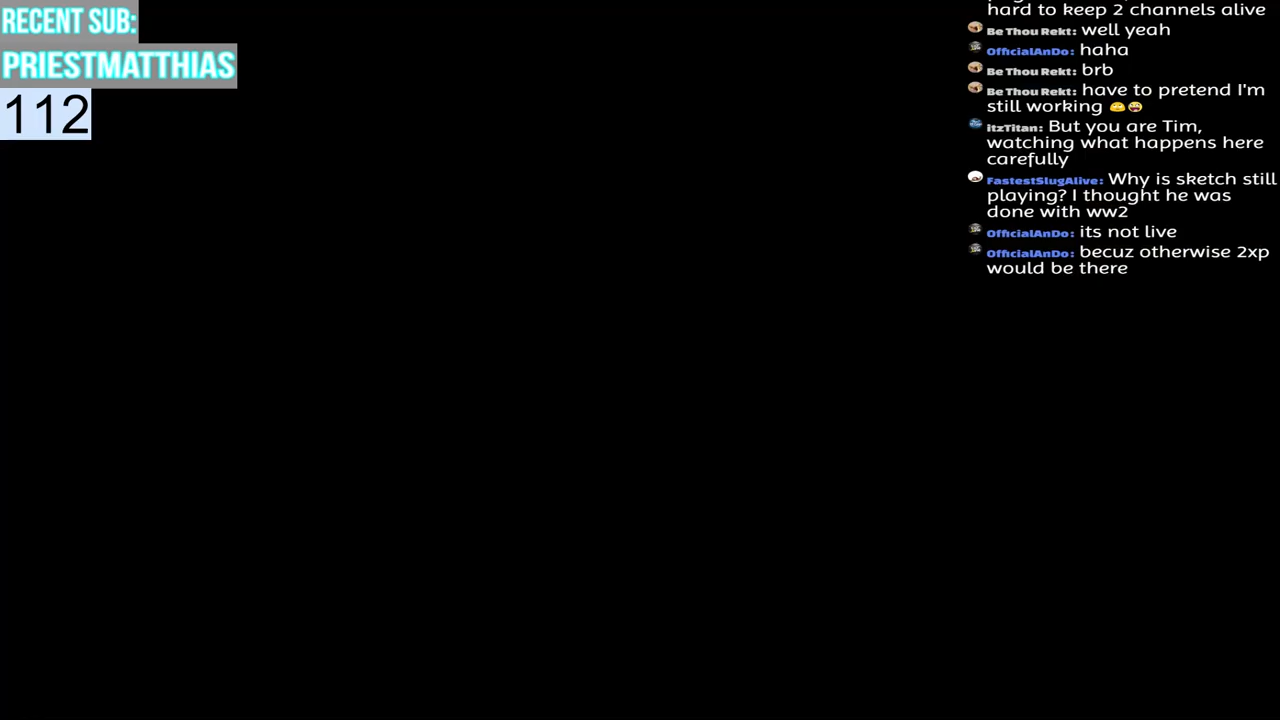 RECENT SUB:
PRIESTMATTHIAS
112
hard to keep 2 channels alive
Be Thou Rekt: well yeah
OfficialAnDo: haha
Be Thou Rekt: brb
Be Thou Rekt: have to pretend I'm
still working 🙄😜
itzTitan: But you are Tim,
watching what happens here
carefully
FastestSlugAlive: Why is sketch still
playing? I thought he was
done with ww2
OfficialAnDo: its not live
OfficialAnDo: becuz otherwise 2xp
would be there